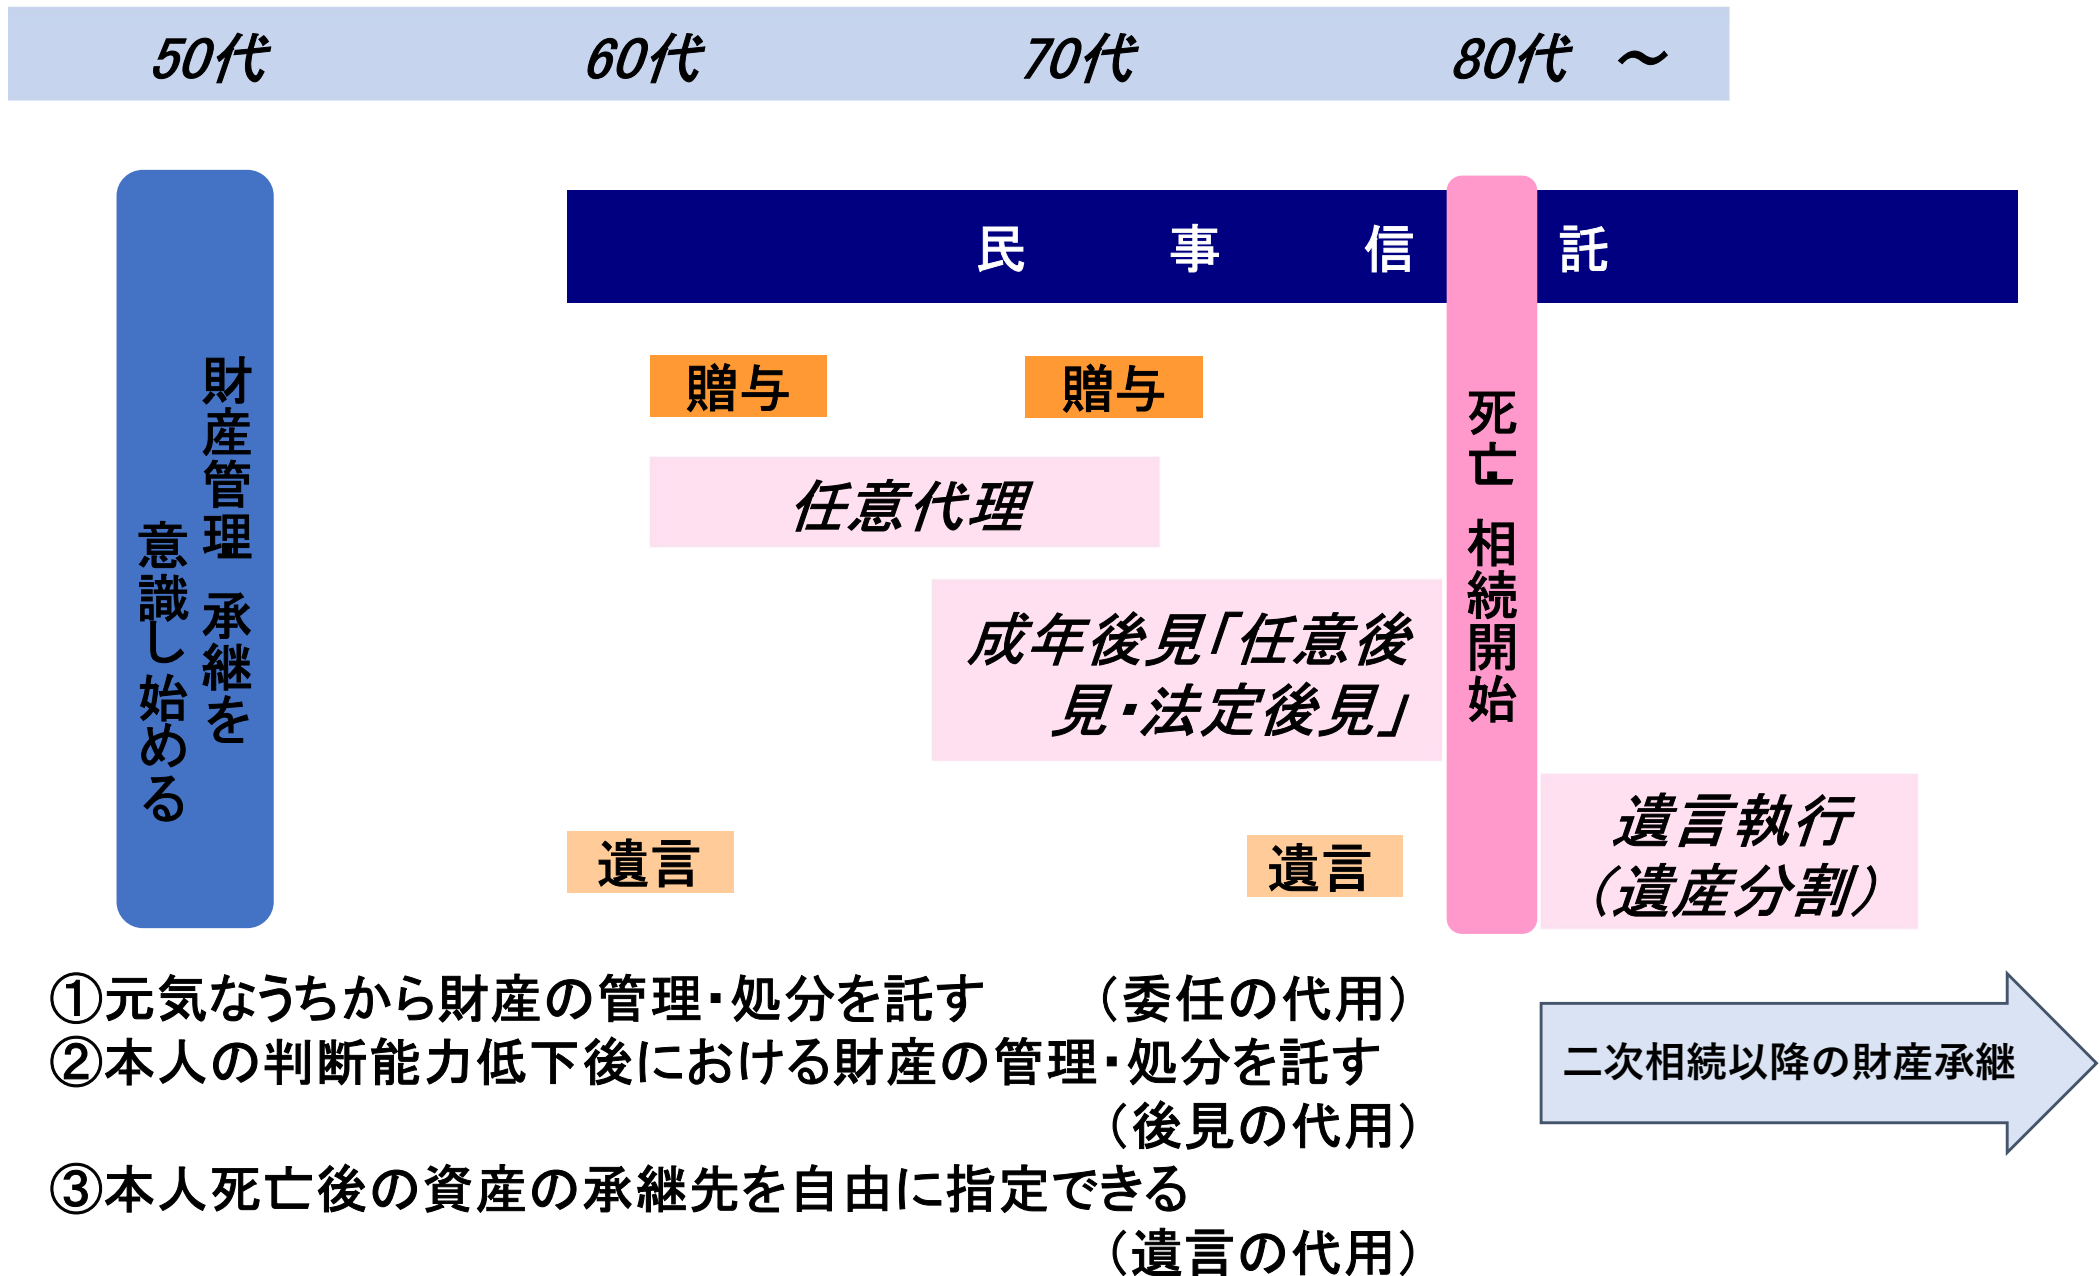 50代 60代 70代 80代 ～
民事信託
財産管理・承継を
意識し始める
贈与
贈与
任意代理
成年後見「任意後
見・法定後見」
死亡・相続開始
遺言
遺言
遺言執行
（遺産分割）
①元気なうちから財産の管理・処分を託す （委任の代用）
②本人の判断能力低下後における財産の管理・処分を託す
（後見の代用）
③本人死亡後の資産の承継先を自由に指定できる
（遺言の代用）
二次相続以降の財産承継